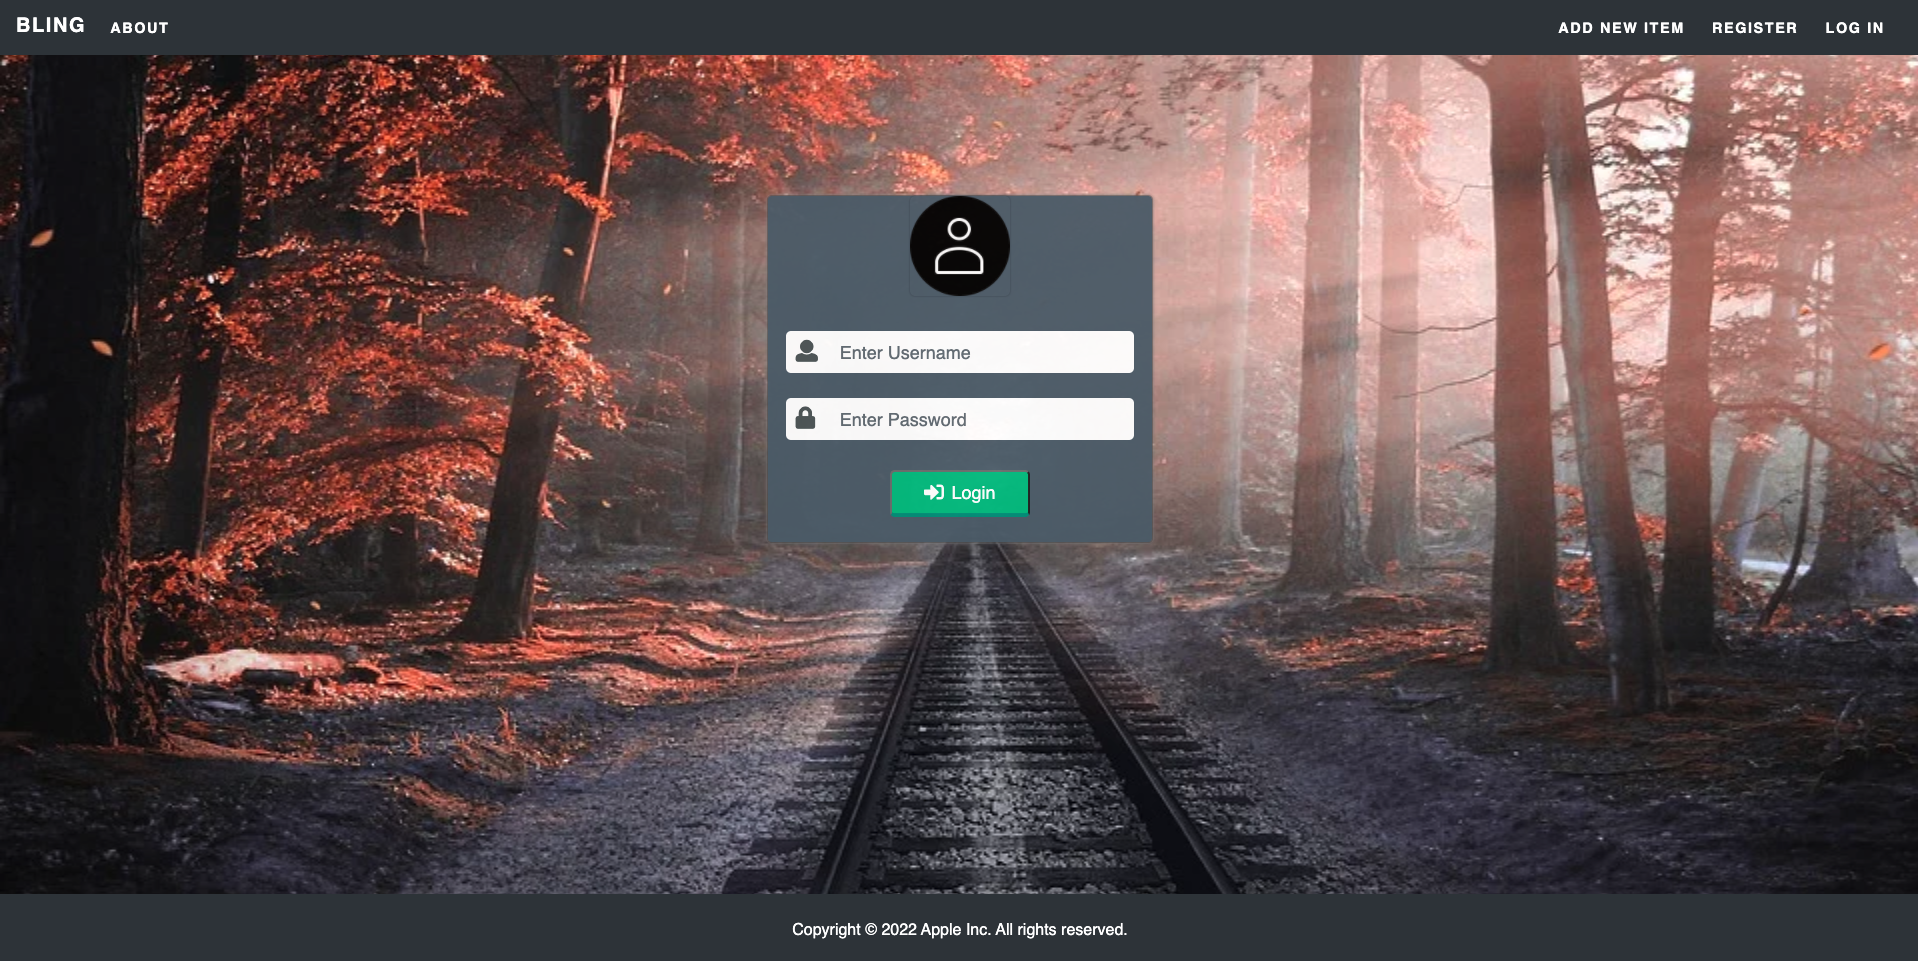 BLING ABOUT ADD NEW ITEM REGISTER LOG IN
Enter Username
Enter Password
Login
Copyright © 2022 Apple Inc. All rights reserved.